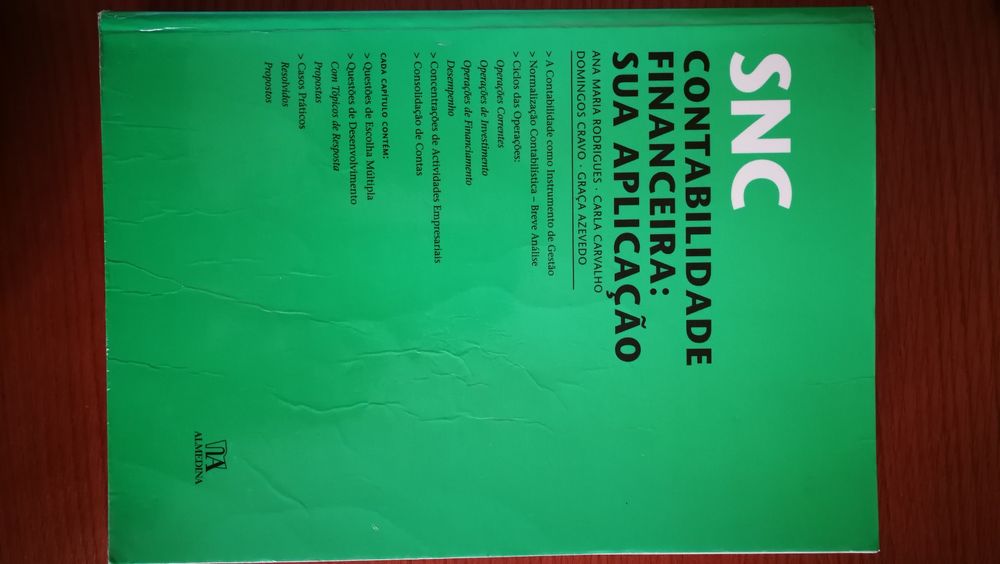 SNC
CONTABILIDADE
FINANCEIRA:
SUA APLICAÇÃO
ANA MARIA RODRIGUES · CARLA CARVALHO
DOMINGOS CRAVO · GRAÇA AZEVEDO
> A Contabilidade como Instrumento de Gestão
> Normalização Contabilística – Breve Análise
> Ciclos das Operações:
Operações Correntes
Operações de Investimento
Operações de Financiamento
Desempenho
> Concentrações de Actividades Empresariais
> Consolidação de Contas
CADA CAPÍTULO CONTÉM:
> Questões de Escolha Múltipla
> Questões de Desenvolvimento
Com Tópicos de Resposta
Propostas
> Casos Práticos
Resolvidos
Propostos
ALMEDINA